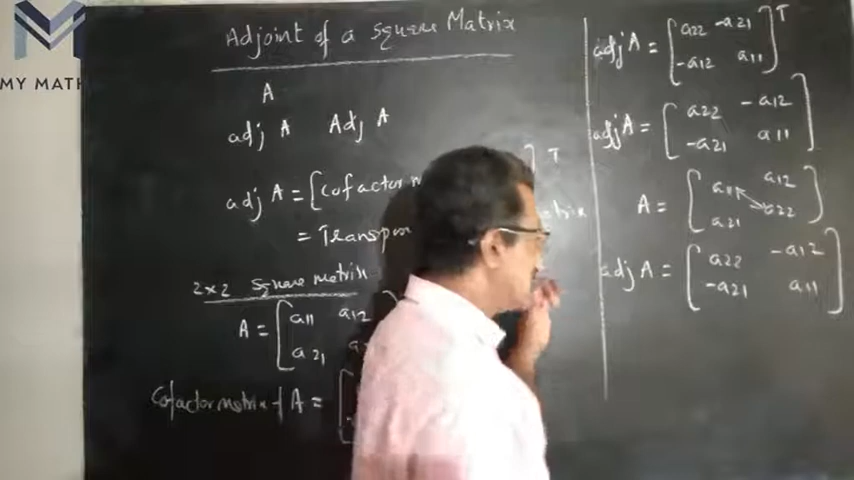 MY MATH
Adjoint of a Square Matrix
A
adj A Adj A
adj A = [Cofactor ] T
= Transpo
2×2 Square metrix
A = [ a11 a12
a21
Cofactor metrix of A = [
adj A = [ a22 -a21
-a12 a11 ] T
adj A = [ a22 -a12
-a21 a11 ]
A = [ a11 a12
a21 a22 ]
adj A = [ a22 -a12
-a21 a11 ]